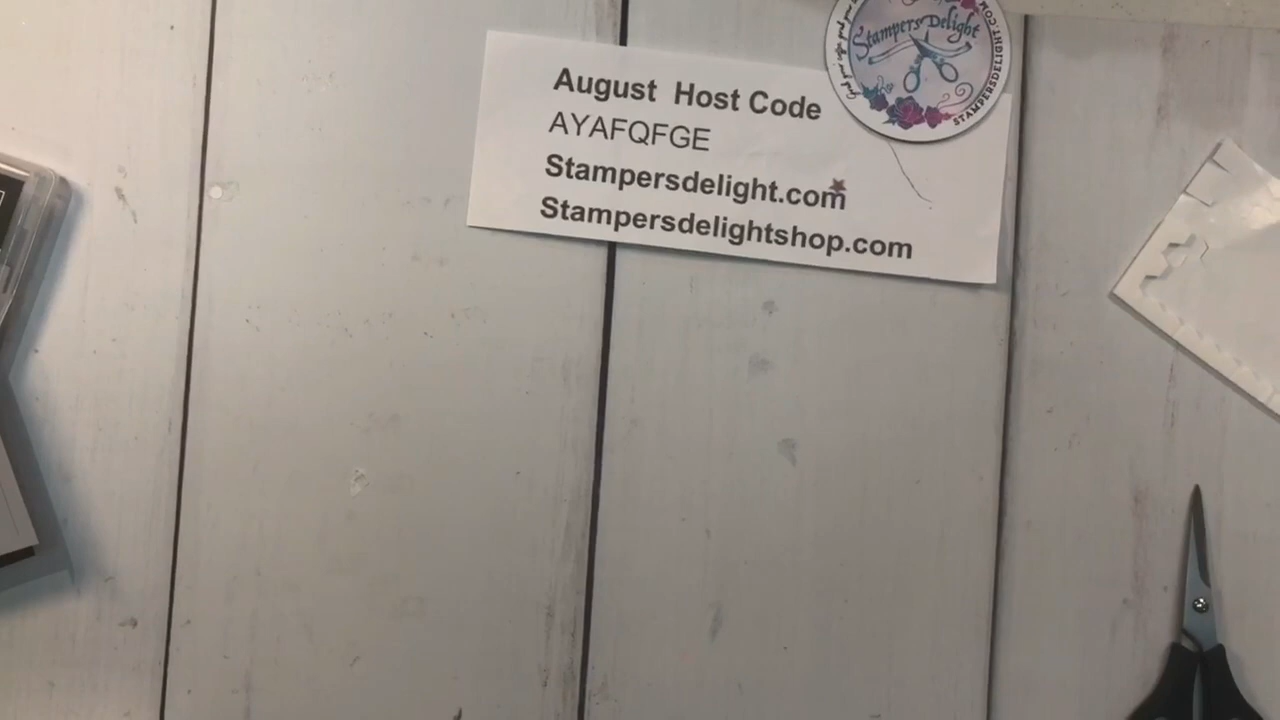 Stampers Delight
STAMPERSDELIGHT.COM
August Host Code
AYAFQFGE
Stampersdelight.com
Stampersdelightshop.com